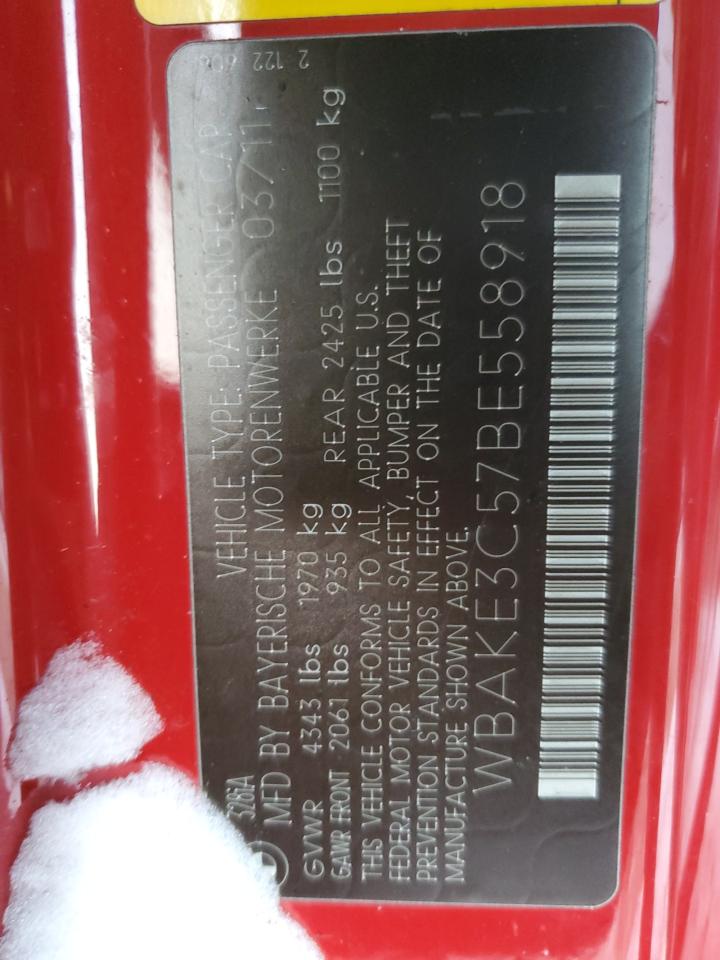 VEHICLE TYPE: PASSENGER CAR
MFD BY BAYERISCHE MOTORENWERKE 03/11
GVWR 4343 lbs 1970 kg
GAWR FRONT 2061 lbs 935 kg REAR 2425 lbs 1100 kg
THIS VEHICLE CONFORMS TO ALL APPLICABLE U.S.
FEDERAL MOTOR VEHICLE SAFETY, BUMPER AND THEFT
PREVENTION STANDARDS IN EFFECT ON THE DATE OF
MANUFACTURE SHOWN ABOVE.
WBAKE3C57BE558918
2 122